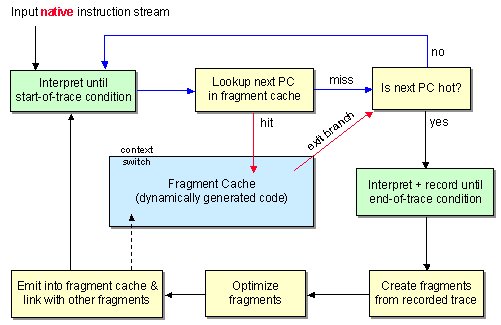 Input native instruction stream
no
Interpret until
start-of-trace condition
Lookup next PC
in fragment cache
miss
Is next PC hot?
hit
exit branch
yes
context
switch
Fragment Cache
(dynamically generated code)
Interpret + record until
end-of-trace condition
Emit into fragment cache &
link with other fragments
Optimize
fragments
Create fragments
from recorded trace